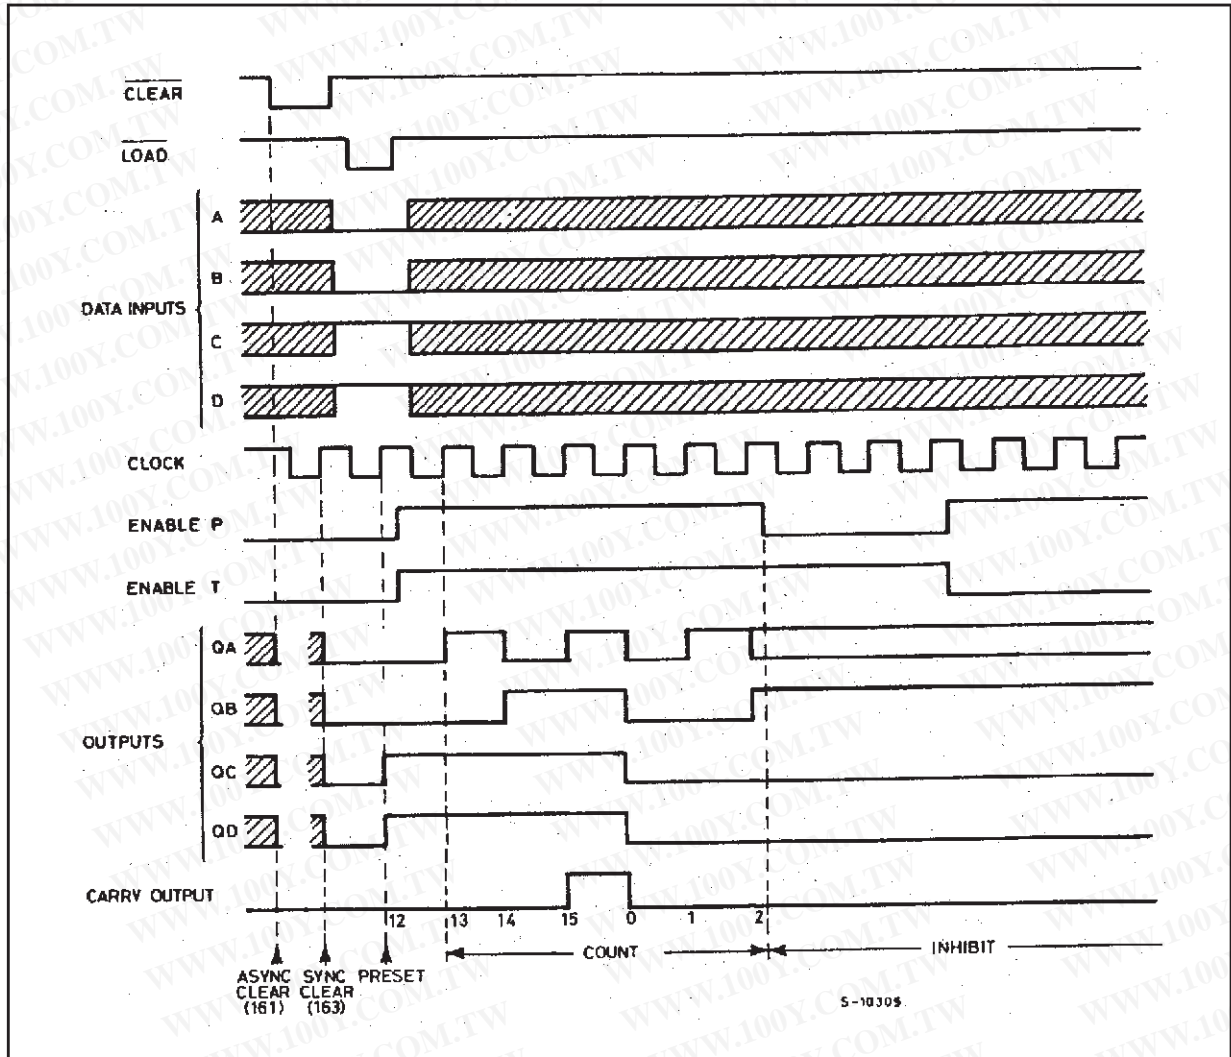 CLEAR
LOAD
A
B
DATA INPUTS
C
D
CLOCK
ENABLE P
ENABLE T
QA
QB
OUTPUTS
QC
QD
CARRY OUTPUT
12 13 14 15 0 1 2
COUNT INHIBIT
ASYNC CLEAR (161)
SYNC CLEAR (163)
PRESET
S-10305
WWW.100Y.COM.TW